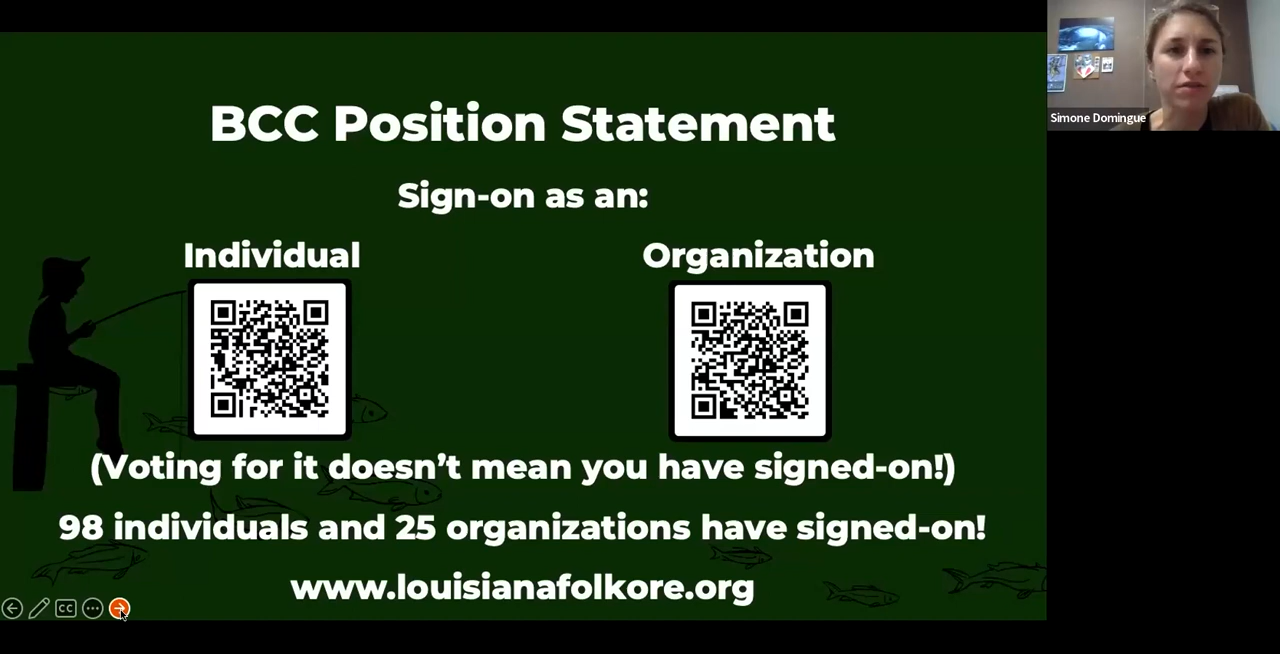 BCC Position Statement
Sign-on as an:
Individual
Organization
(Voting for it doesn't mean you have signed-on!)
98 individuals and 25 organizations have signed-on!
www.louisianafolkore.org
CC
Simone Domingue